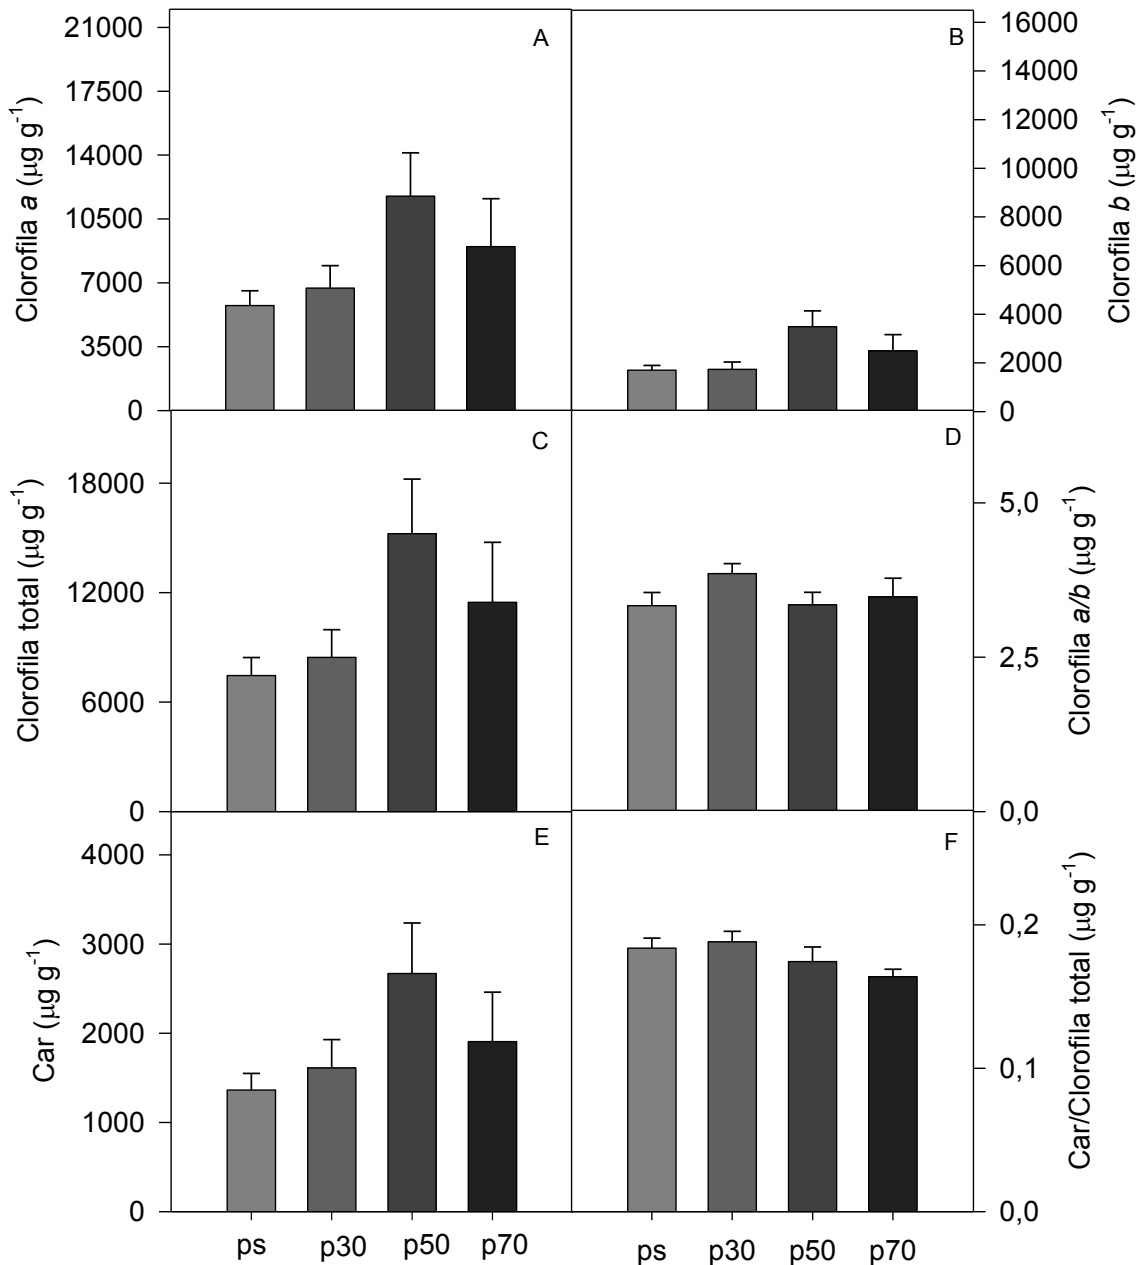 A
21000
17500
14000
10500
7000
3500
0
Clorofila a (μg g⁻¹)
B
16000
14000
12000
10000
8000
6000
4000
2000
0
Clorofila b (μg g⁻¹)
C
18000
12000
6000
0
Clorofila total (μg g⁻¹)
D
5,0
2,5
0,0
Clorofila a/b (μg g⁻¹)
E
4000
3000
2000
1000
0
Car (μg g⁻¹)
F
0,2
0,1
0,0
Car/Clorofila total (μg g⁻¹)
ps p30 p50 p70
ps p30 p50 p70